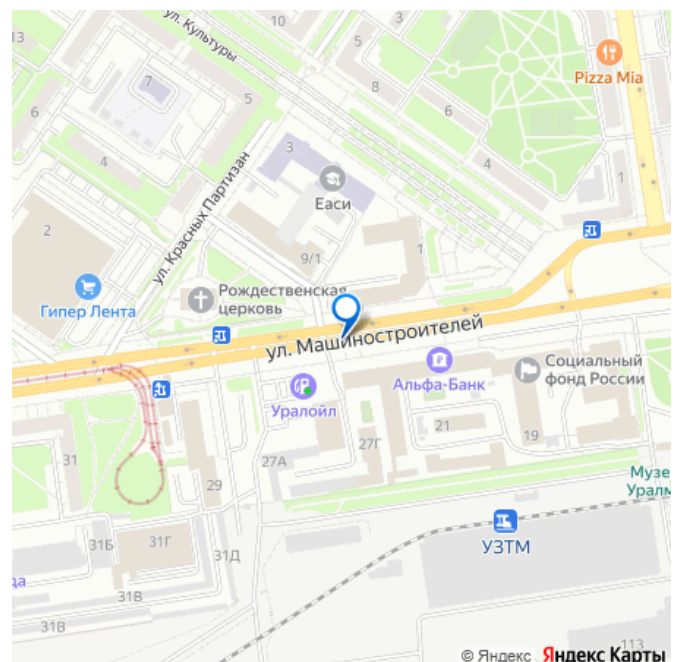 13
ул. Культуры
10
3
5
8
Pizza Mia
7
5
6
6
4
4
3
Еаси
1
ул. Красных Партизан
2
9/1
1
Гипер Лента
Рождественская
церковь
ул. Машиностроителей
Альфа-Банк
Социальный
фонд России
Уралойл
21
19
27Г
31
27А
29
Музе
Уралм
УЗТМ
31Б
31Г
31Д
да
31В
31В
113
© Яндекс Яндекс Карты